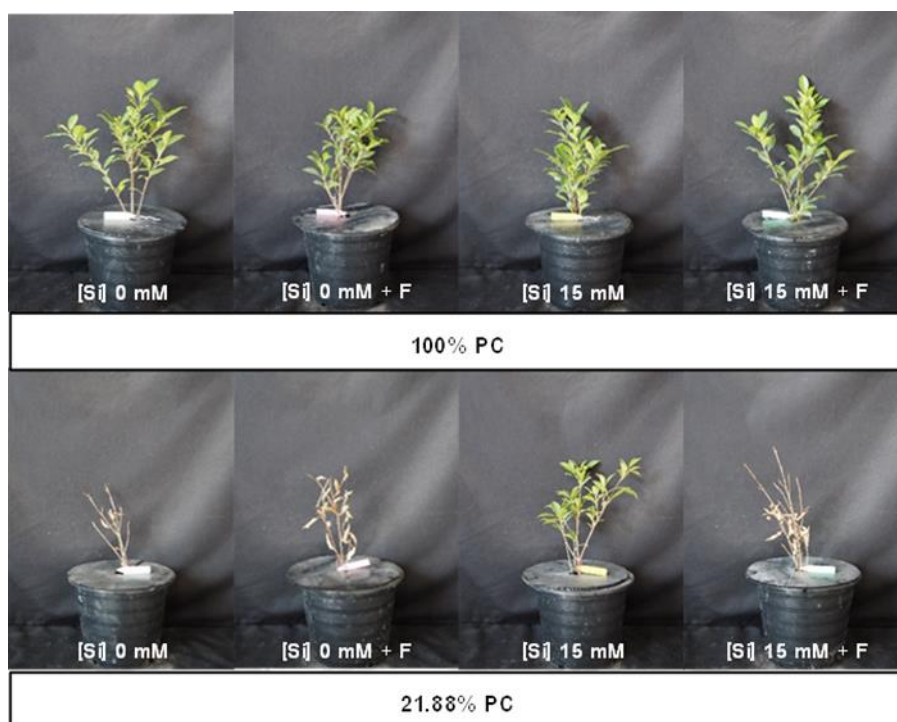 [Si] 0 mM
[Si] 0 mM + F
[Si] 15 mM
[Si] 15 mM + F
100% PC
[Si] 0 mM
[Si] 0 mM + F
[Si] 15 mM
[Si] 15 mM + F
21.88% PC